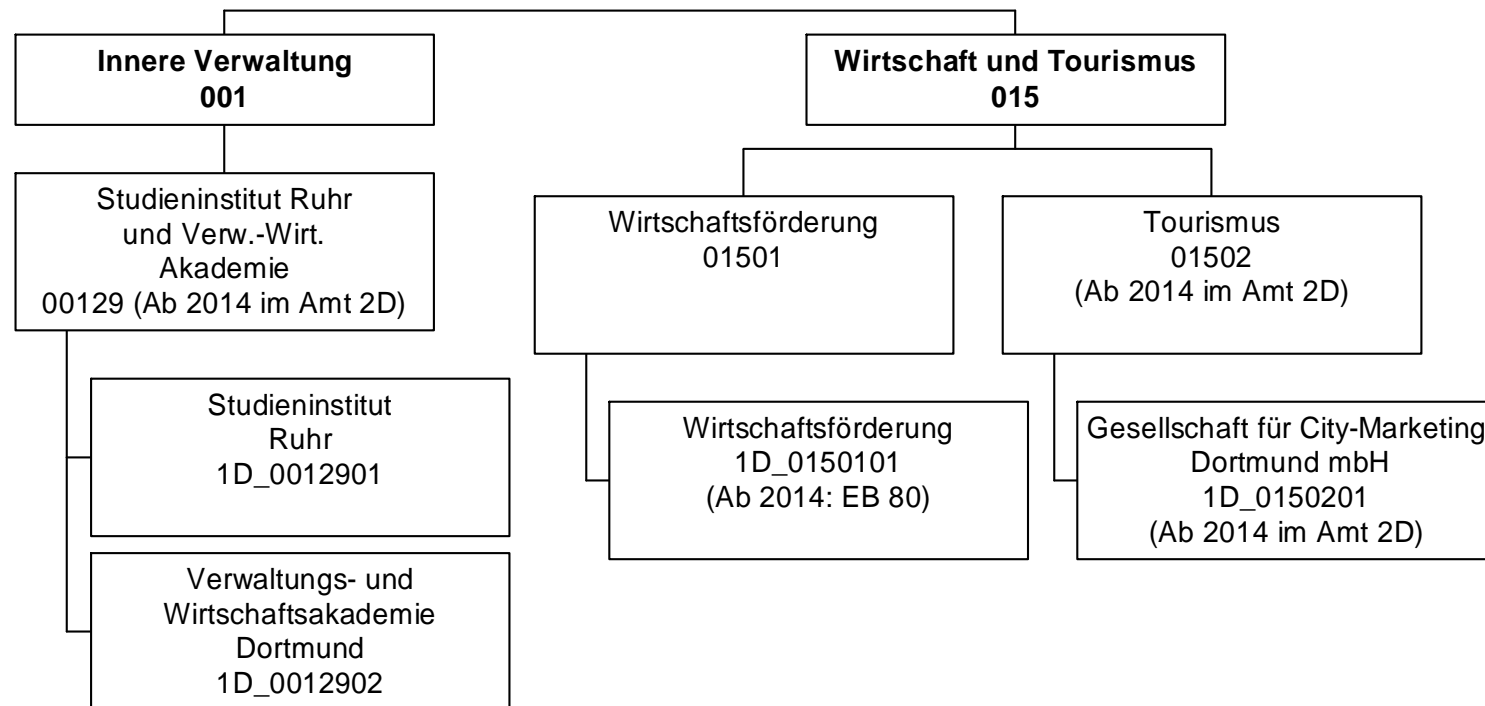 Innere Verwaltung
001
Wirtschaft und Tourismus
015
Studieninstitut Ruhr
und Verw.-Wirt.
Akademie
00129 (Ab 2014 im Amt 2D)
Wirtschaftsförderung
01501
Tourismus
01502
(Ab 2014 im Amt 2D)
Studieninstitut
Ruhr
1D_0012901
Wirtschaftsförderung
1D_0150101
(Ab 2014: EB 80)
Gesellschaft für City-Marketing
Dortmund mbH
1D_0150201
(Ab 2014 im Amt 2D)
Verwaltungs- und
Wirtschaftsakademie
Dortmund
1D_0012902